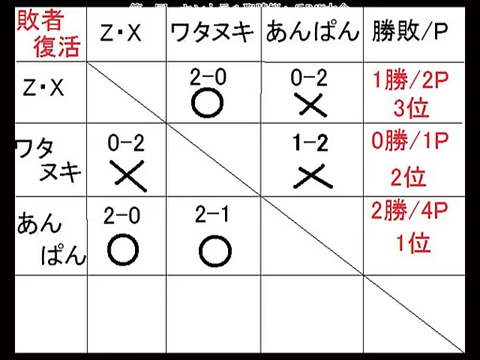 敗者復活 Z・X ワタヌキ あんぱん 勝敗/P
Z・X 2-0 ○ 0-2 × 1勝/2P 3位
ワタヌキ 0-2 × 1-2 × 0勝/1P 2位
あんぱん 2-0 ○ 2-1 ○ 2勝/4P 1位